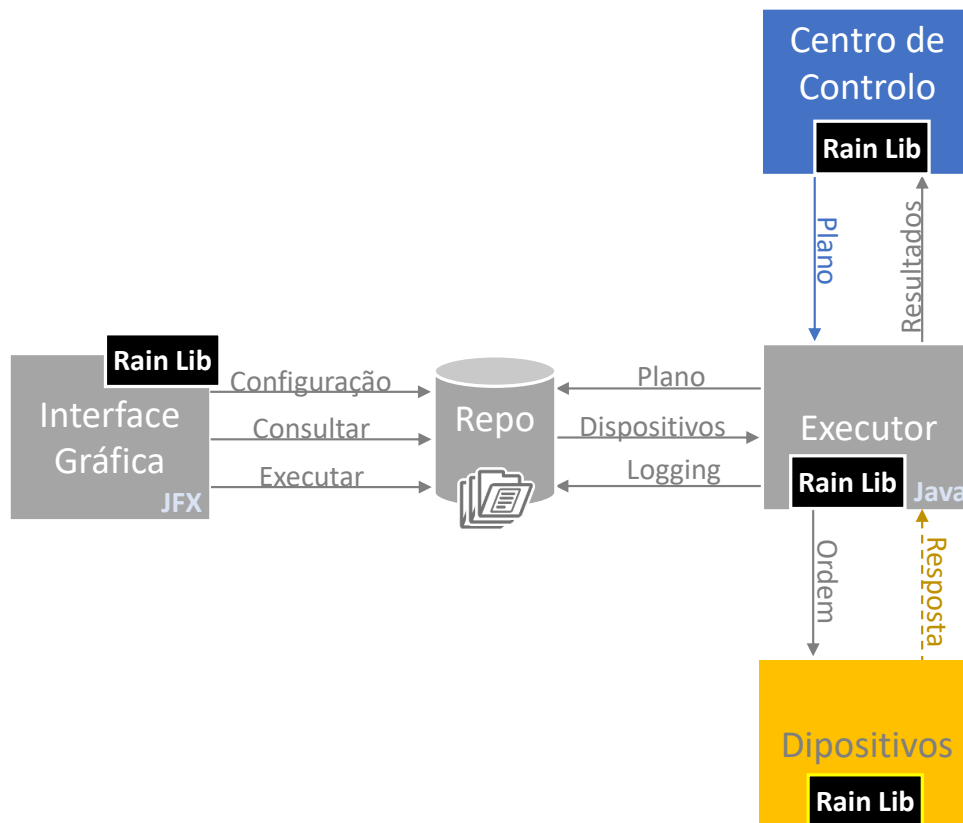 Centro de
Controlo
Rain Lib
Plano
Resultados
Rain Lib
Interface
Gráfica
JFX
Configuração
Consultar
Executar
Repo
Plano
Dispositivos
Logging
Executor
Rain Lib
Java
Ordem
Resposta
Dipositivos
Rain Lib